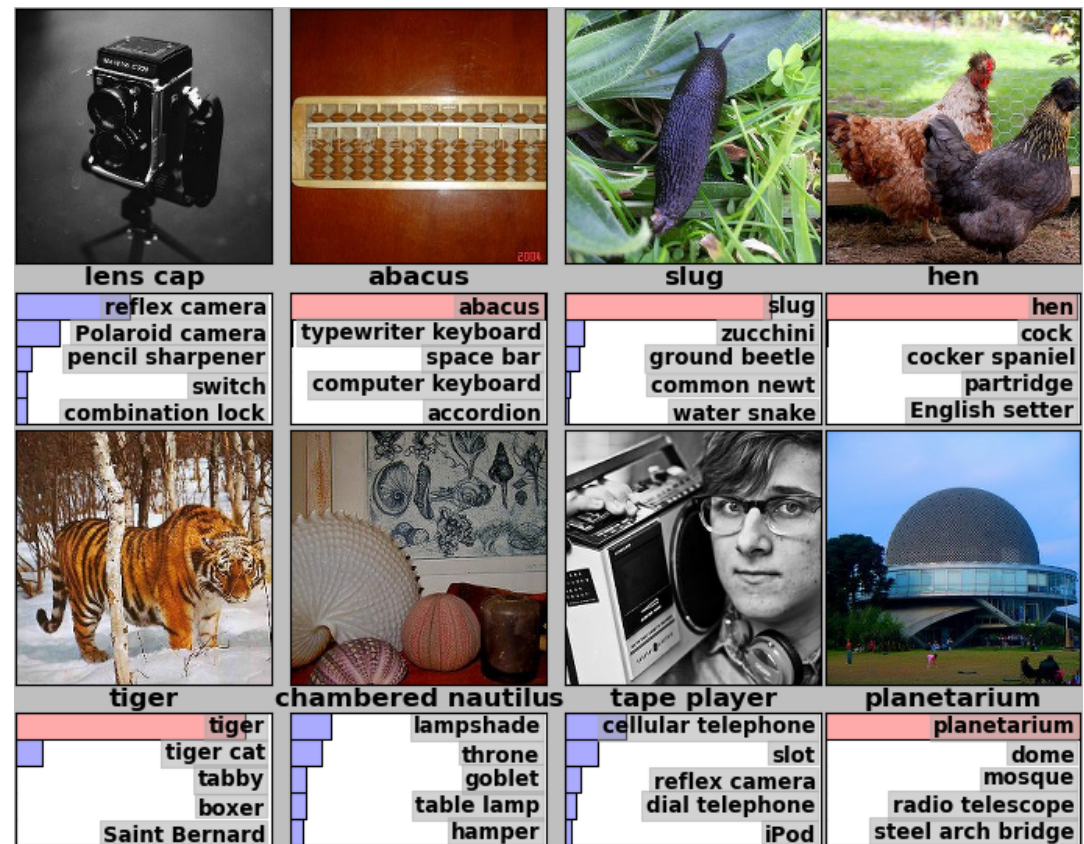 MAMIYA C220
2004
lens cap
abacus
slug
hen
reflex camera
Polaroid camera
pencil sharpener
switch
combination lock
abacus
typewriter keyboard
space bar
computer keyboard
accordion
slug
zucchini
ground beetle
common newt
water snake
hen
cock
cocker spaniel
partridge
English setter
tiger
chambered nautilus
tape player
planetarium
tiger
tiger cat
tabby
boxer
Saint Bernard
lampshade
throne
goblet
table lamp
hamper
cellular telephone
slot
reflex camera
dial telephone
iPod
planetarium
dome
mosque
radio telescope
steel arch bridge